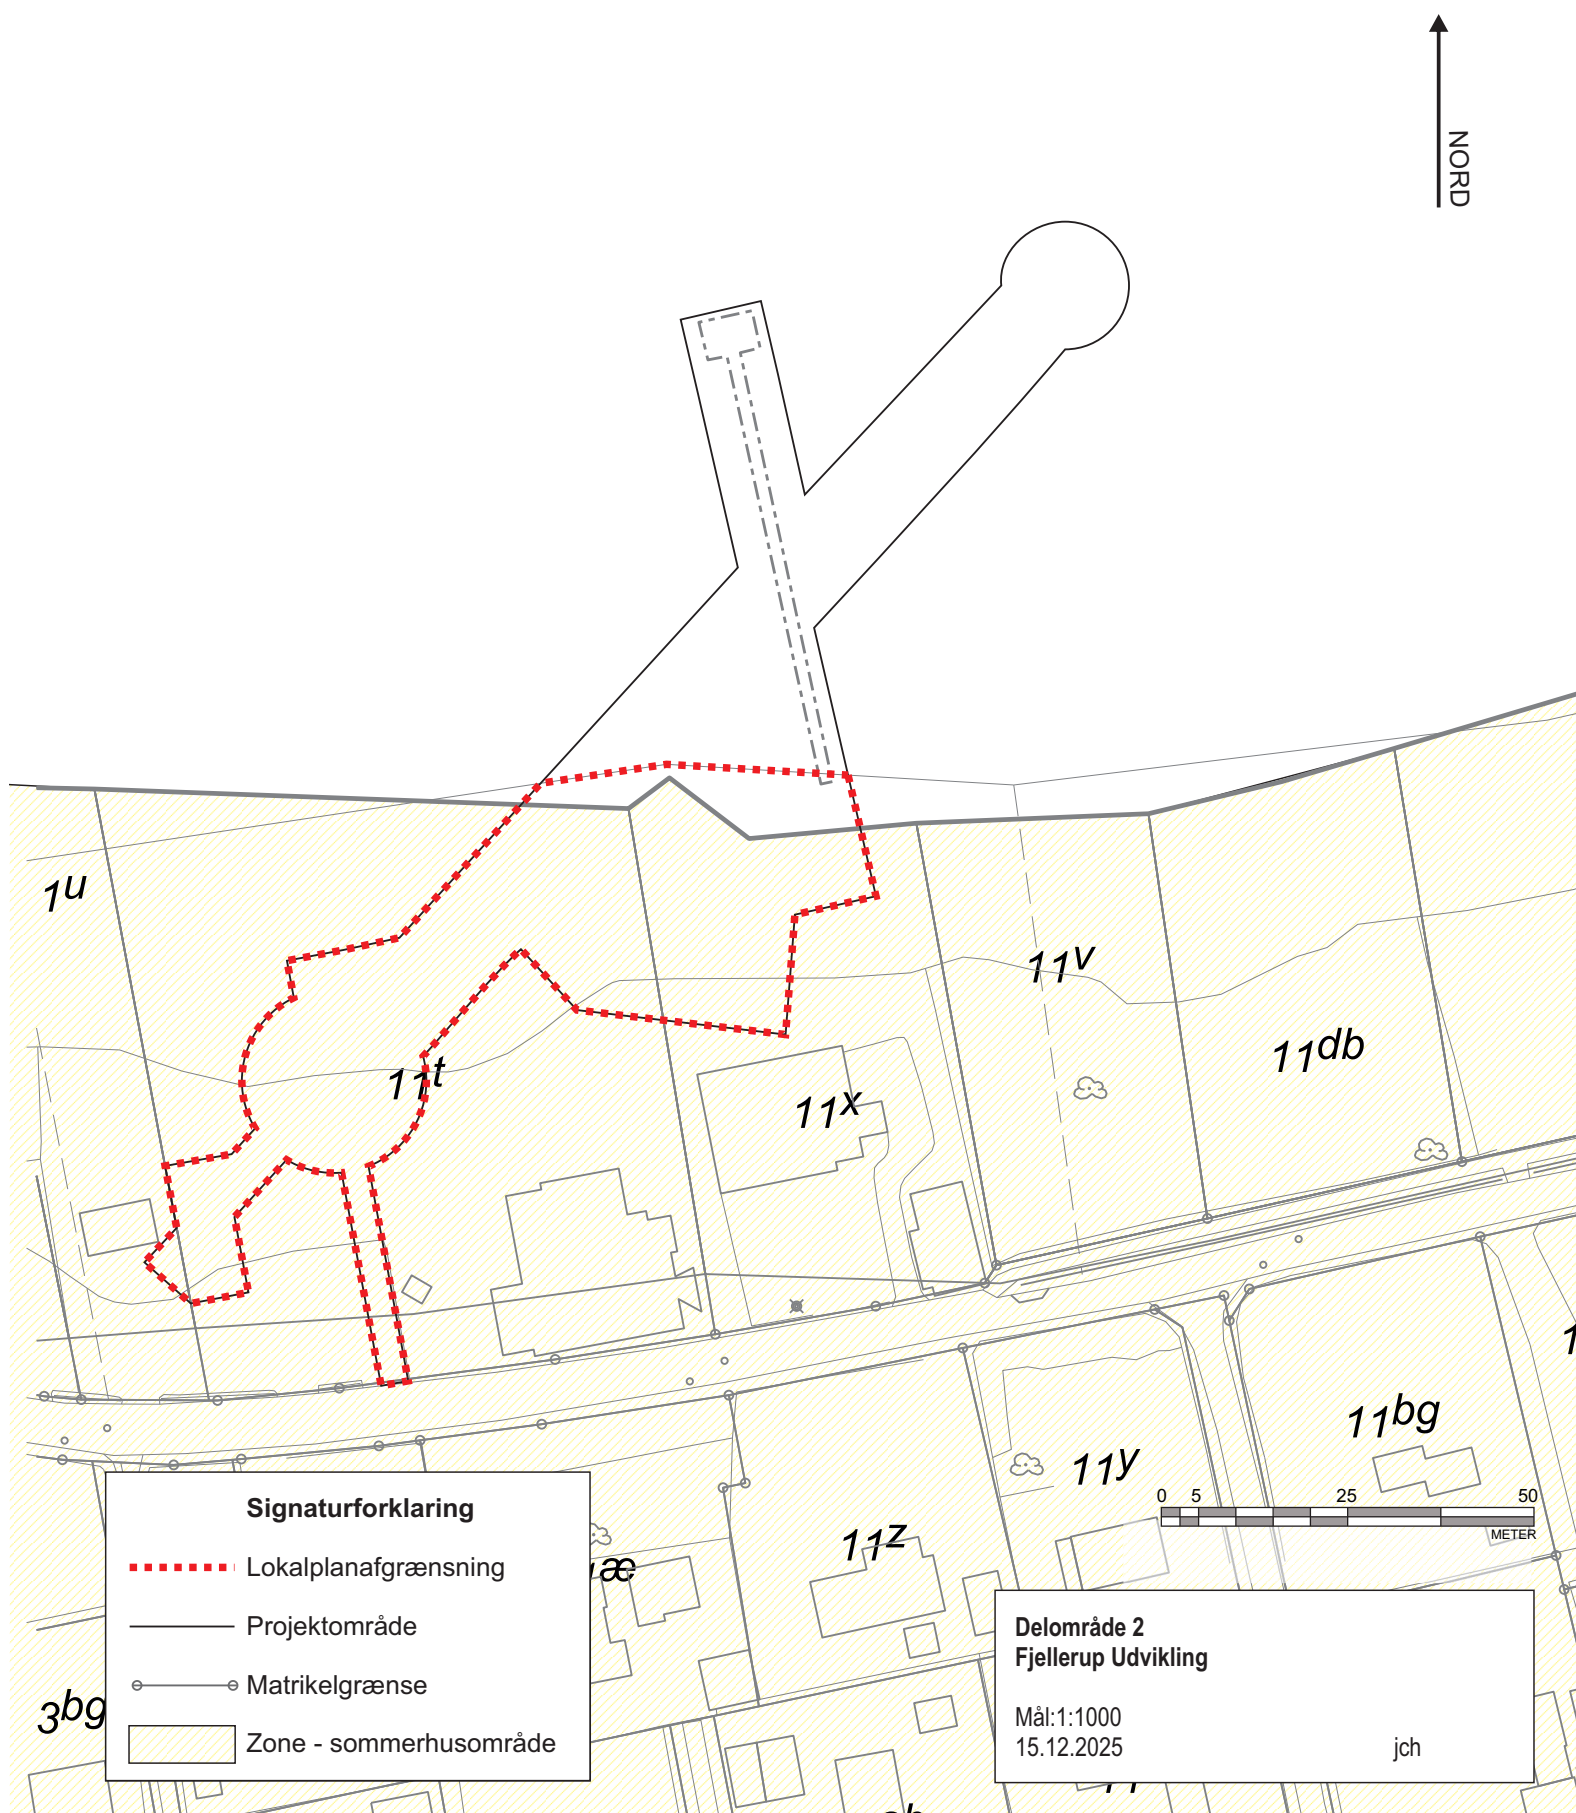 NORD
1u
11v
11db
11t
11x
11bg
11y
0 5 25 50
METER
11z
æ
3bg
Signaturforklaring
Lokalplanafgrænsning
Projektområde
Matrikelgrænse
Zone - sommerhusområde
Delområde 2
Fjellerup Udvikling
Mål:1:1000
15.12.2025 jch